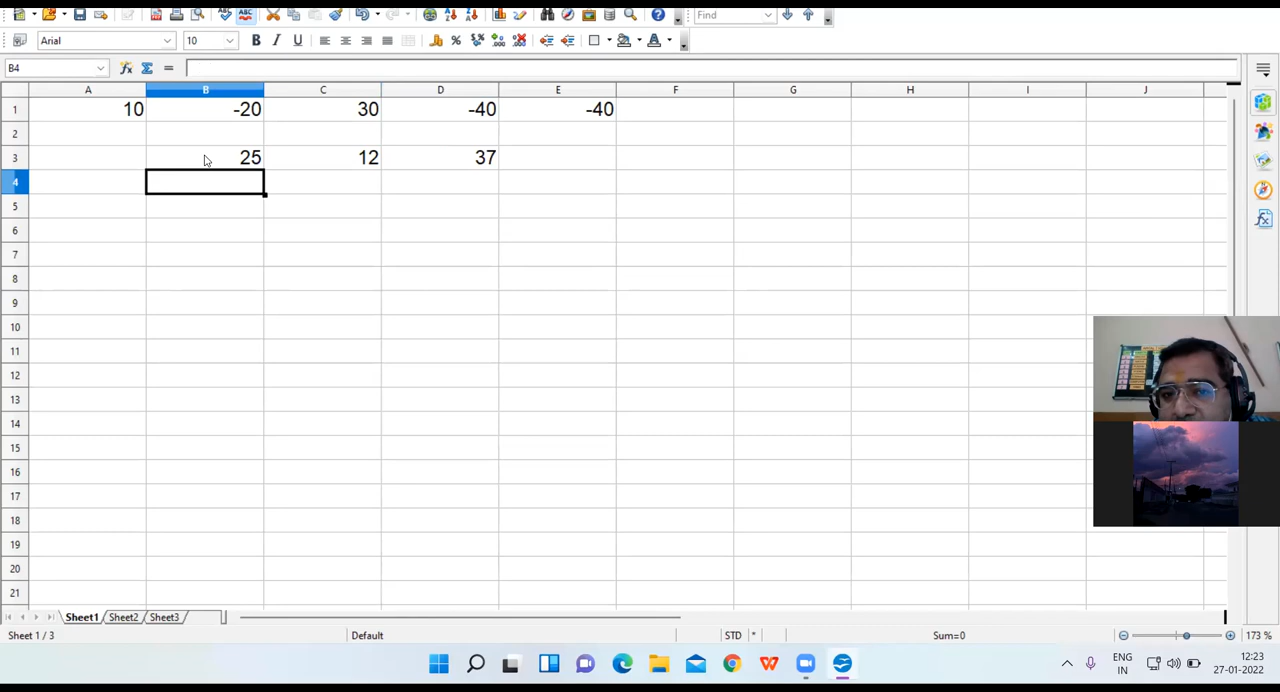 Find
Arial 10
B4
A B C D E F G H I J
1 10 -20 30 -40 -40
2
3 25 12 37
4
5
6
7
8
9
10
11
12
13
14
15
16
17
18
19
20
21
Sheet1 Sheet2 Sheet3
Sheet 1 / 3 Default STD * Sum=0 173 %
ENG 12:23
IN 27-01-2022